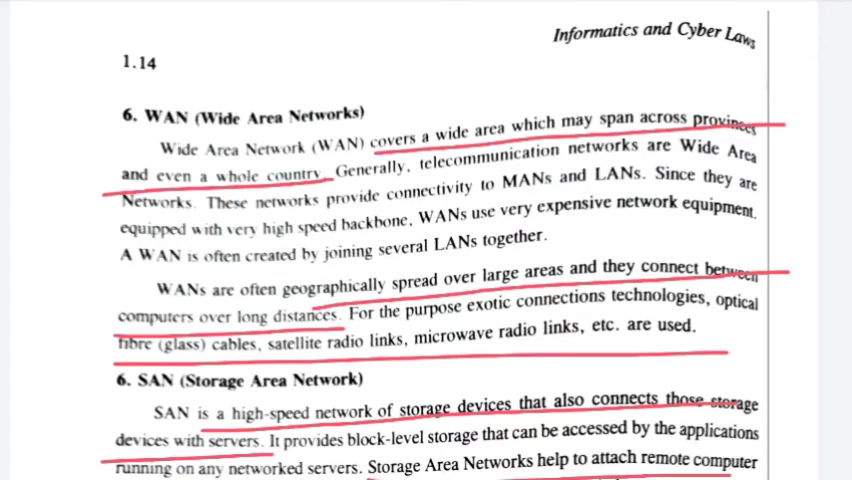 Informatics and Cyber Laws
1.14
6. WAN (Wide Area Networks)
Wide Area Network (WAN) covers a wide area which may span across provinces
and even a whole country. Generally, telecommunication networks are Wide Area
Networks. These networks provide connectivity to MANs and LANs. Since they are
equipped with very high speed backbone, WANs use very expensive network equipment.
A WAN is often created by joining several LANs together.
WANs are often geographically spread over large areas and they connect between
computers over long distances. For the purpose exotic connections technologies, optical
fibre (glass) cables, satellite radio links, microwave radio links, etc. are used.
6. SAN (Storage Area Network)
SAN is a high-speed network of storage devices that also connects those storage
devices with servers. It provides block-level storage that can be accessed by the applications
running on any networked servers. Storage Area Networks help to attach remote computer